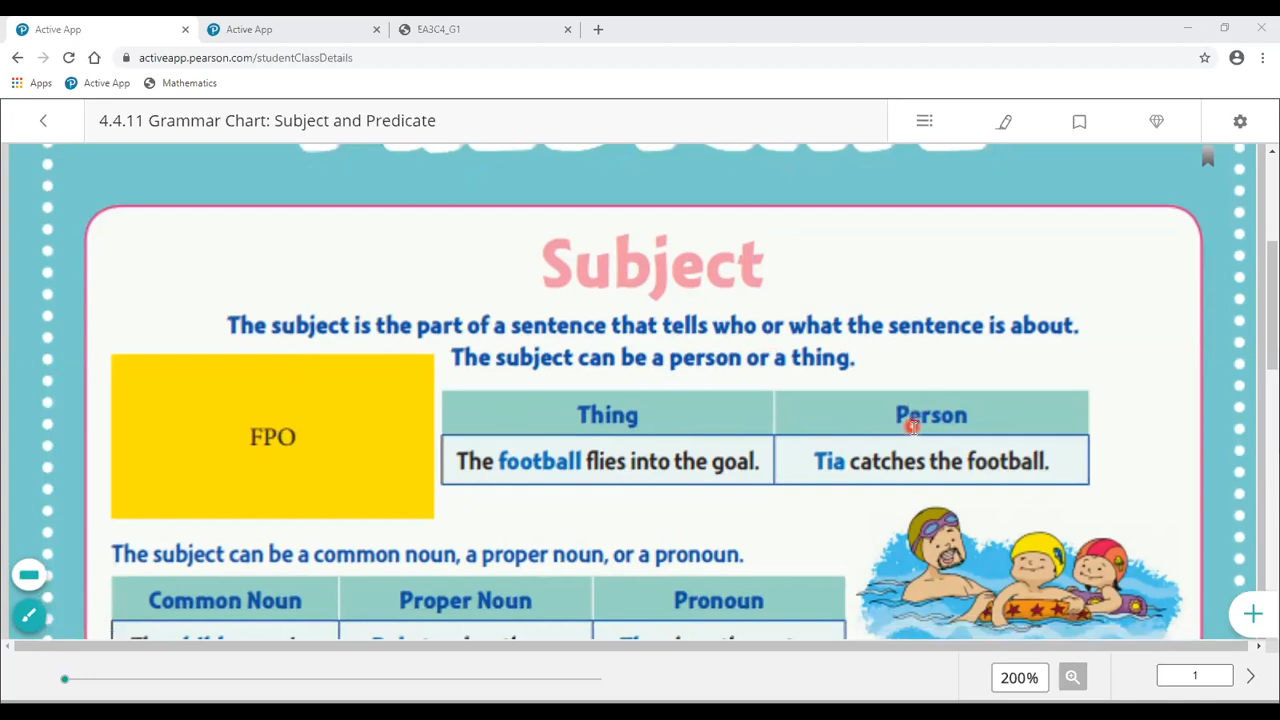 Active App
Active App
EA3C4_G1
activeapp.pearson.com/studentClassDetails
Apps
Active App
Mathematics
4.4.11 Grammar Chart: Subject and Predicate
Subject
The subject is the part of a sentence that tells who or what the sentence is about.
The subject can be a person or a thing.
FPO
Thing
Person
The football flies into the goal.
Tia catches the football.
The subject can be a common noun, a proper noun, or a pronoun.
Common Noun
Proper Noun
Pronoun
200%
1